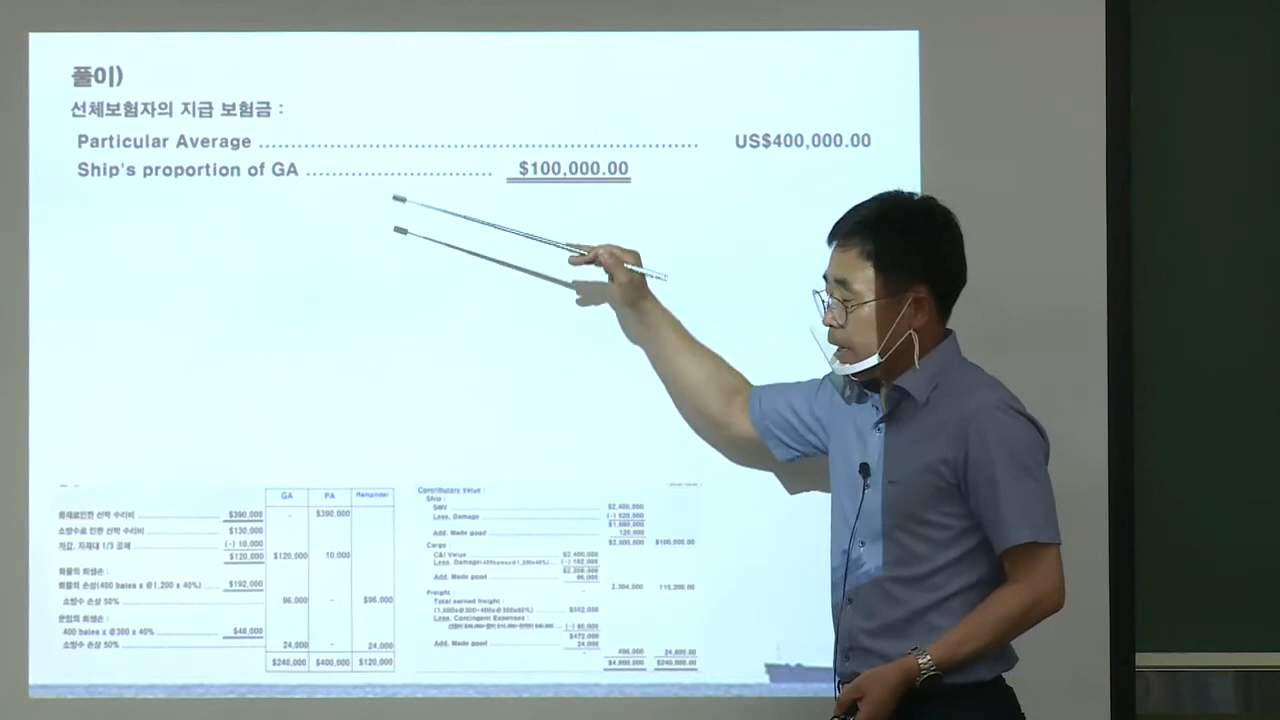 풀이)
선체보험자의 지급 보험금 :
Particular Average ........ US$400,000.00
Ship's proportion of GA ........ $100,000.00
GA PA Remainder
화재로인한 선박 수리비 ........ $390,000 - $390,000
소방수로 인한 선박 수리비 ........ $130,000
차감. 자재대 1/3 공제 ........ (-) 10,000
$120,000 $120,000 10,000
화물의 희생손 :
화물의 손상(400 bales x @1,200 x 40%) ........ $192,000
소방수 손상 50% 96,000 - $96,000
운임의 희생손 :
400 bales x @300 x 40% ........ $48,000
소방수 손상 50% 24,000 - 24,000
$240,000 $400,000 $120,000
Contributory Value :
Ship :
SMV ........ $2,400,000
Less. Damage ........ (-) 520,000
$1,880,000
Add. Made good ........ 120,000
$2,000,000 $100,000.00
Cargo :
C&I Value ........ $2,400,000
Less. Damage(400bales x @1,200x40%) ... (-) 192,000
Add. Made good ........ 96,000
2,304,000 115,200.00
Freight :
Total earned freight :
........ $552,000
Less. Contingent Expenses :
(-) 80,000
$472,000
Add. Made good ........ 24,000
496,000 24,800.00
$4,800,000 $240,000.00